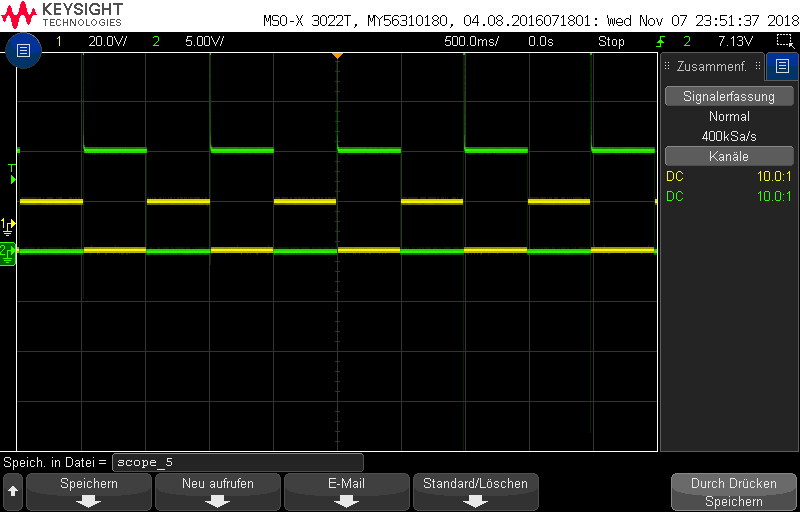 KEYSIGHT
TECHNOLOGIES
MSO-X 3022T, MY56310180, 04.08.2016071801: Wed Nov 07 23:51:37 2018
1 20.0V/ 2 5.00V/ 500.0ms/ 0.0s Stop 2 7.13V
Zusammenf.
Signalerfassung
Normal
400kSa/s
Kanäle
DC 10.0:1
DC 10.0:1
T
1
2
Speich. in Datei = scope_5
Speichern Neu aufrufen E-Mail Standard/Löschen Durch Drücken
Speichern